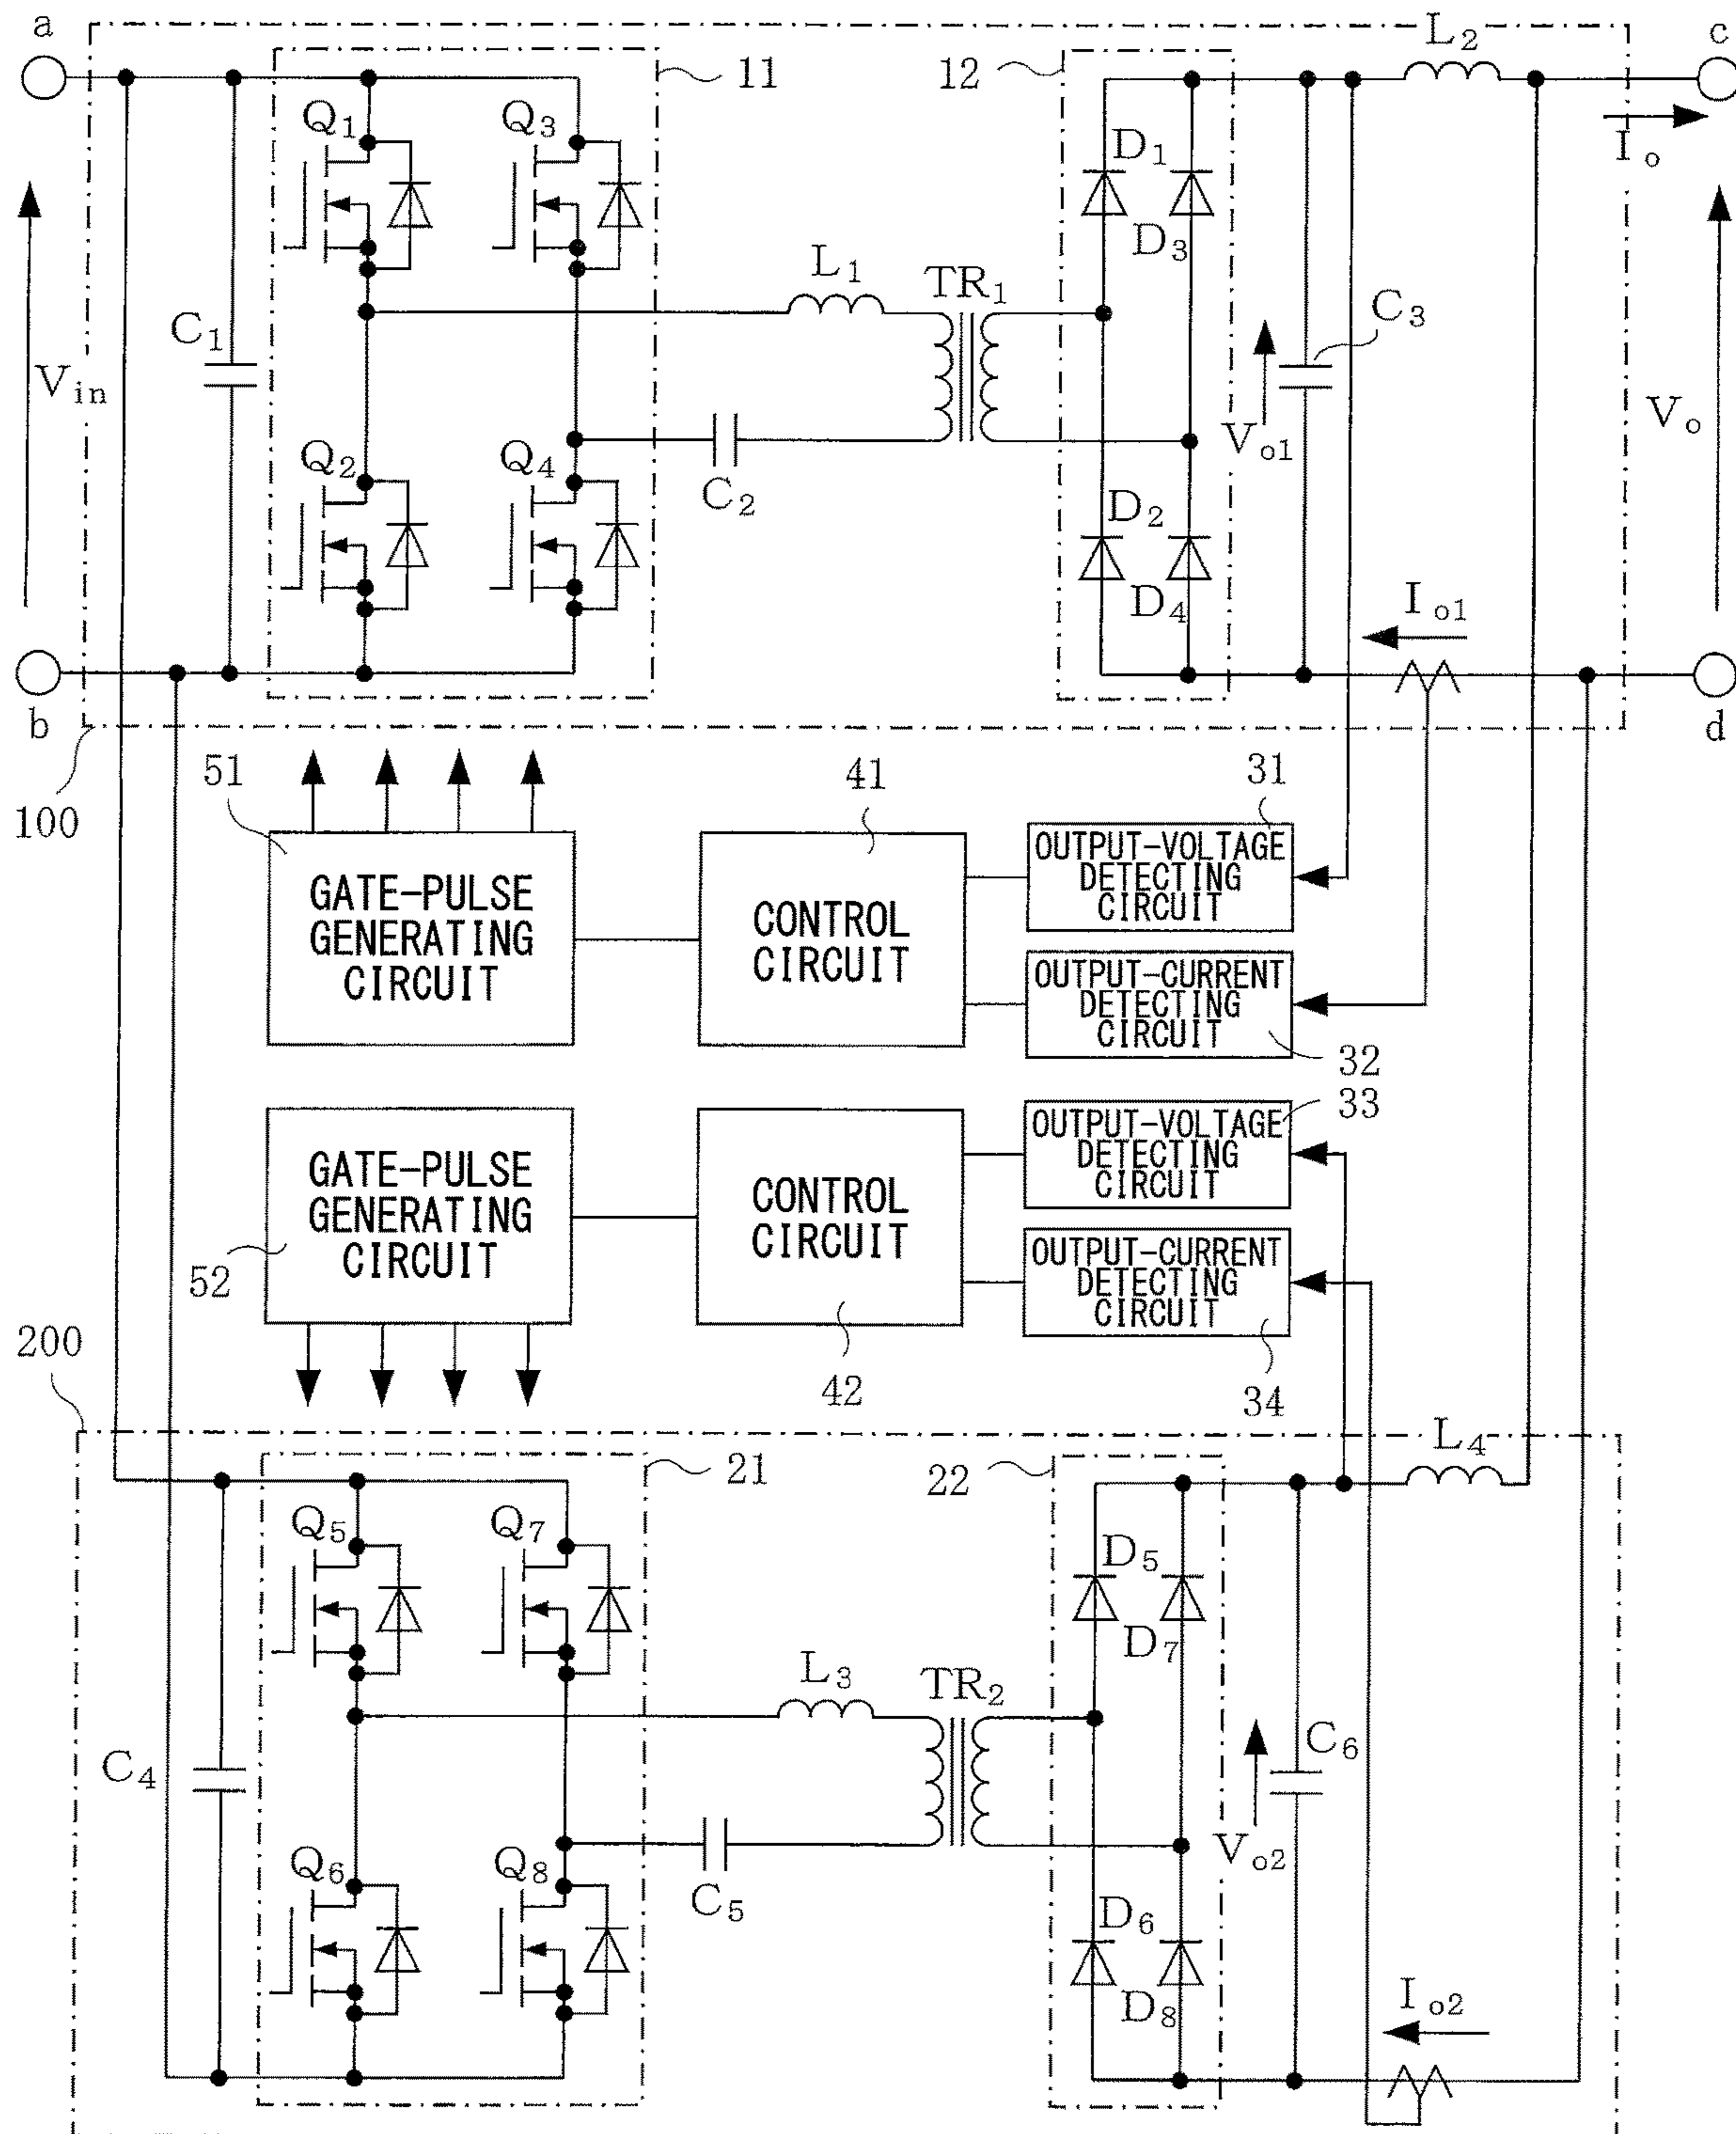 a
L2
c
11
12
Q1
Q3
D1
Io
D3
L1
TR1
C1
C3
Vin
Vo
Vo1
Q2
Q4
C2
D2
D4
Io1
b
d
100
51
41
31
GATE-PULSE
GENERATING
CIRCUIT
CONTROL
CIRCUIT
OUTPUT-VOLTAGE
DETECTING
CIRCUIT
OUTPUT-CURRENT
DETECTING
CIRCUIT
32
33
GATE-PULSE
GENERATING
CIRCUIT
CONTROL
CIRCUIT
OUTPUT-VOLTAGE
DETECTING
CIRCUIT
OUTPUT-CURRENT
DETECTING
CIRCUIT
52
200
42
34
L4
21
22
Q5
Q7
D5
D7
L3
TR2
C4
C6
Vo2
Q6
Q8
C5
D6
D8
Io2